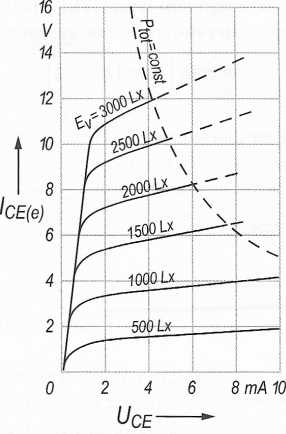 16
V
14
12
10
8
6
4
2
0
I_CE(e)
P_tot=const
E_v=3000 Lx
2500 Lx
2000 Lx
1500 Lx
1000 Lx
500 Lx
2
4
6
8 mA 10
U_CE